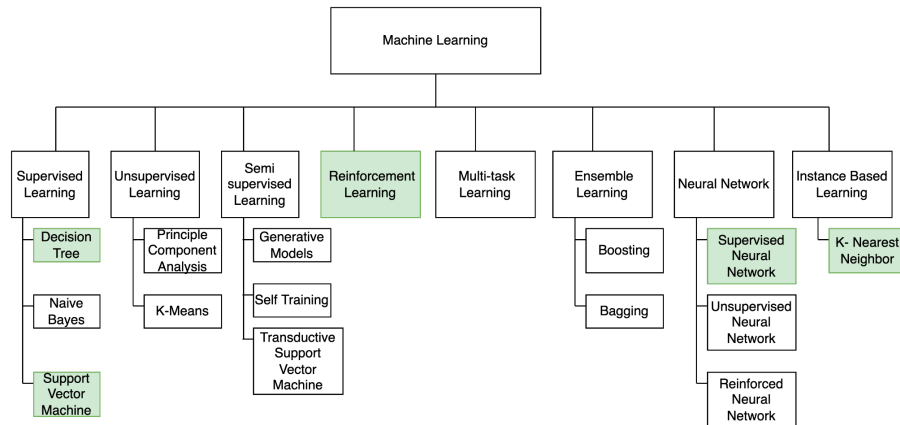 Machine Learning
Supervised
Learning
Unsupervised
Learning
Semi
supervised
Learning
Reinforcement
Learning
Multi-task
Learning
Ensemble
Learning
Neural Network
Instance Based
Learning
Decision
Tree
Naive
Bayes
Support
Vector
Machine
Principle
Component
Analysis
K-Means
Generative
Models
Self Training
Transductive
Support
Vector
Machine
Boosting
Bagging
Supervised
Neural
Network
Unsupervised
Neural
Network
Reinforced
Neural
Network
K- Nearest
Neighbor